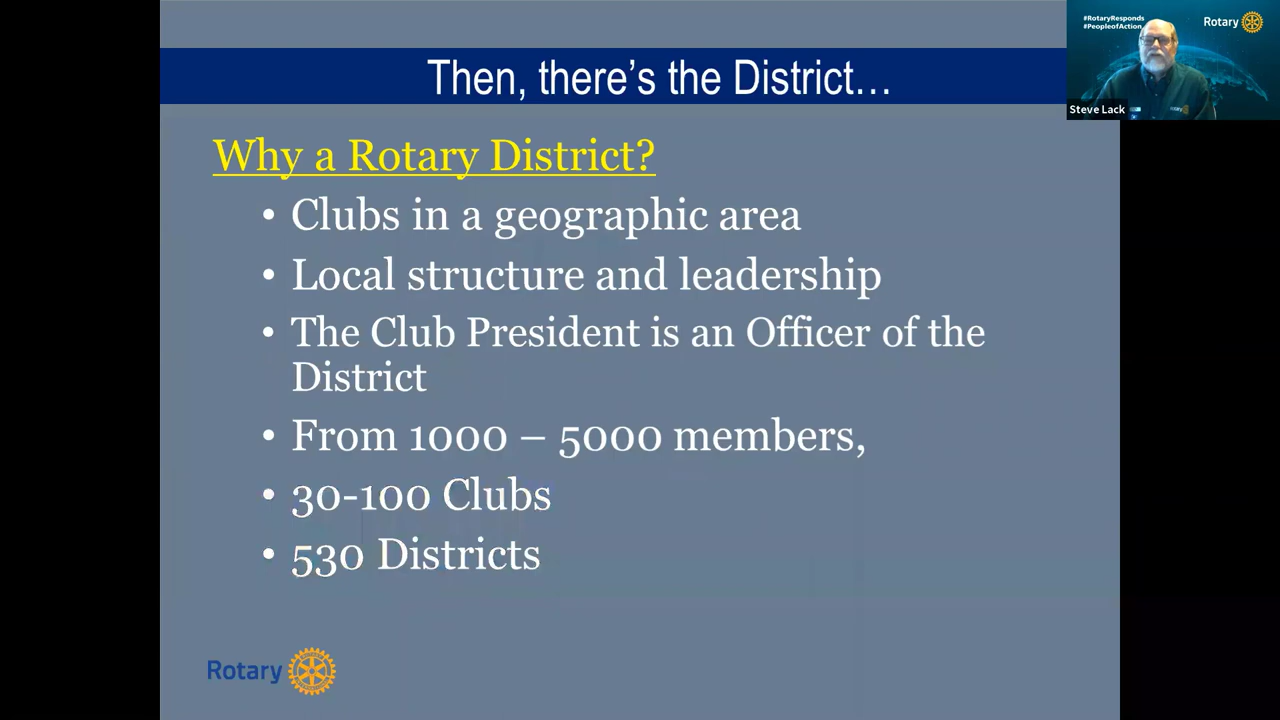 Then, there's the District…
Why a Rotary District?
• Clubs in a geographic area
• Local structure and leadership
• The Club President is an Officer of the
District
• From 1000 – 5000 members,
• 30-100 Clubs
• 530 Districts
Rotary
#RotaryResponds
#PeopleofAction
Rotary
Steve Lack